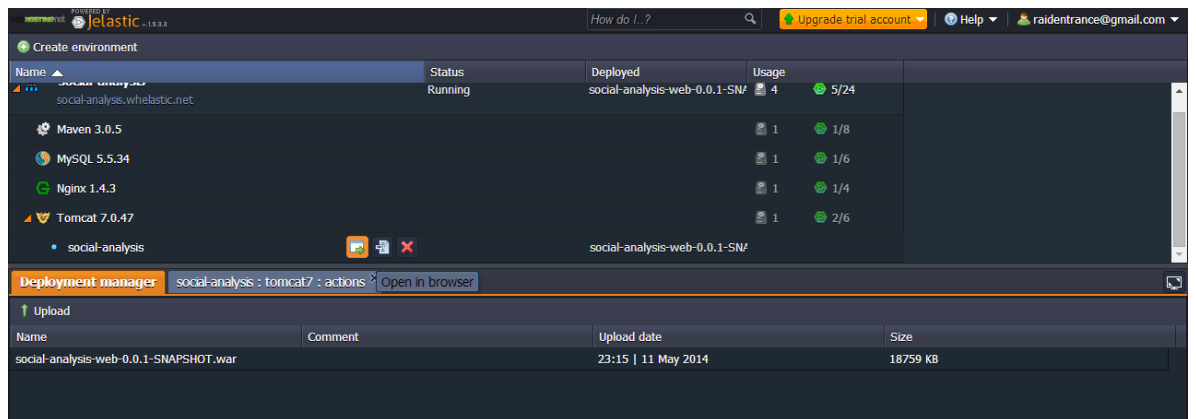 POWERED BY
Jelastic How do I..? Upgrade trial account Help raidentrance@gmail.com
Create environment
Name Status Deployed Usage
social-analysis Running social-analysis-web-0.0.1-SNA 4 5/24
social-analysis.whelastic.net
Maven 3.0.5 1 1/8
MySQL 5.5.34 1 1/6
Nginx 1.4.3 1 1/4
Tomcat 7.0.47 1 2/6
social-analysis social-analysis-web-0.0.1-SNA
Deployment manager social-analysis : tomcat7 : actions x Open in browser
Upload
Name Comment Upload date Size
social-analysis-web-0.0.1-SNAPSHOT.war 23:15 | 11 May 2014 18759 KB